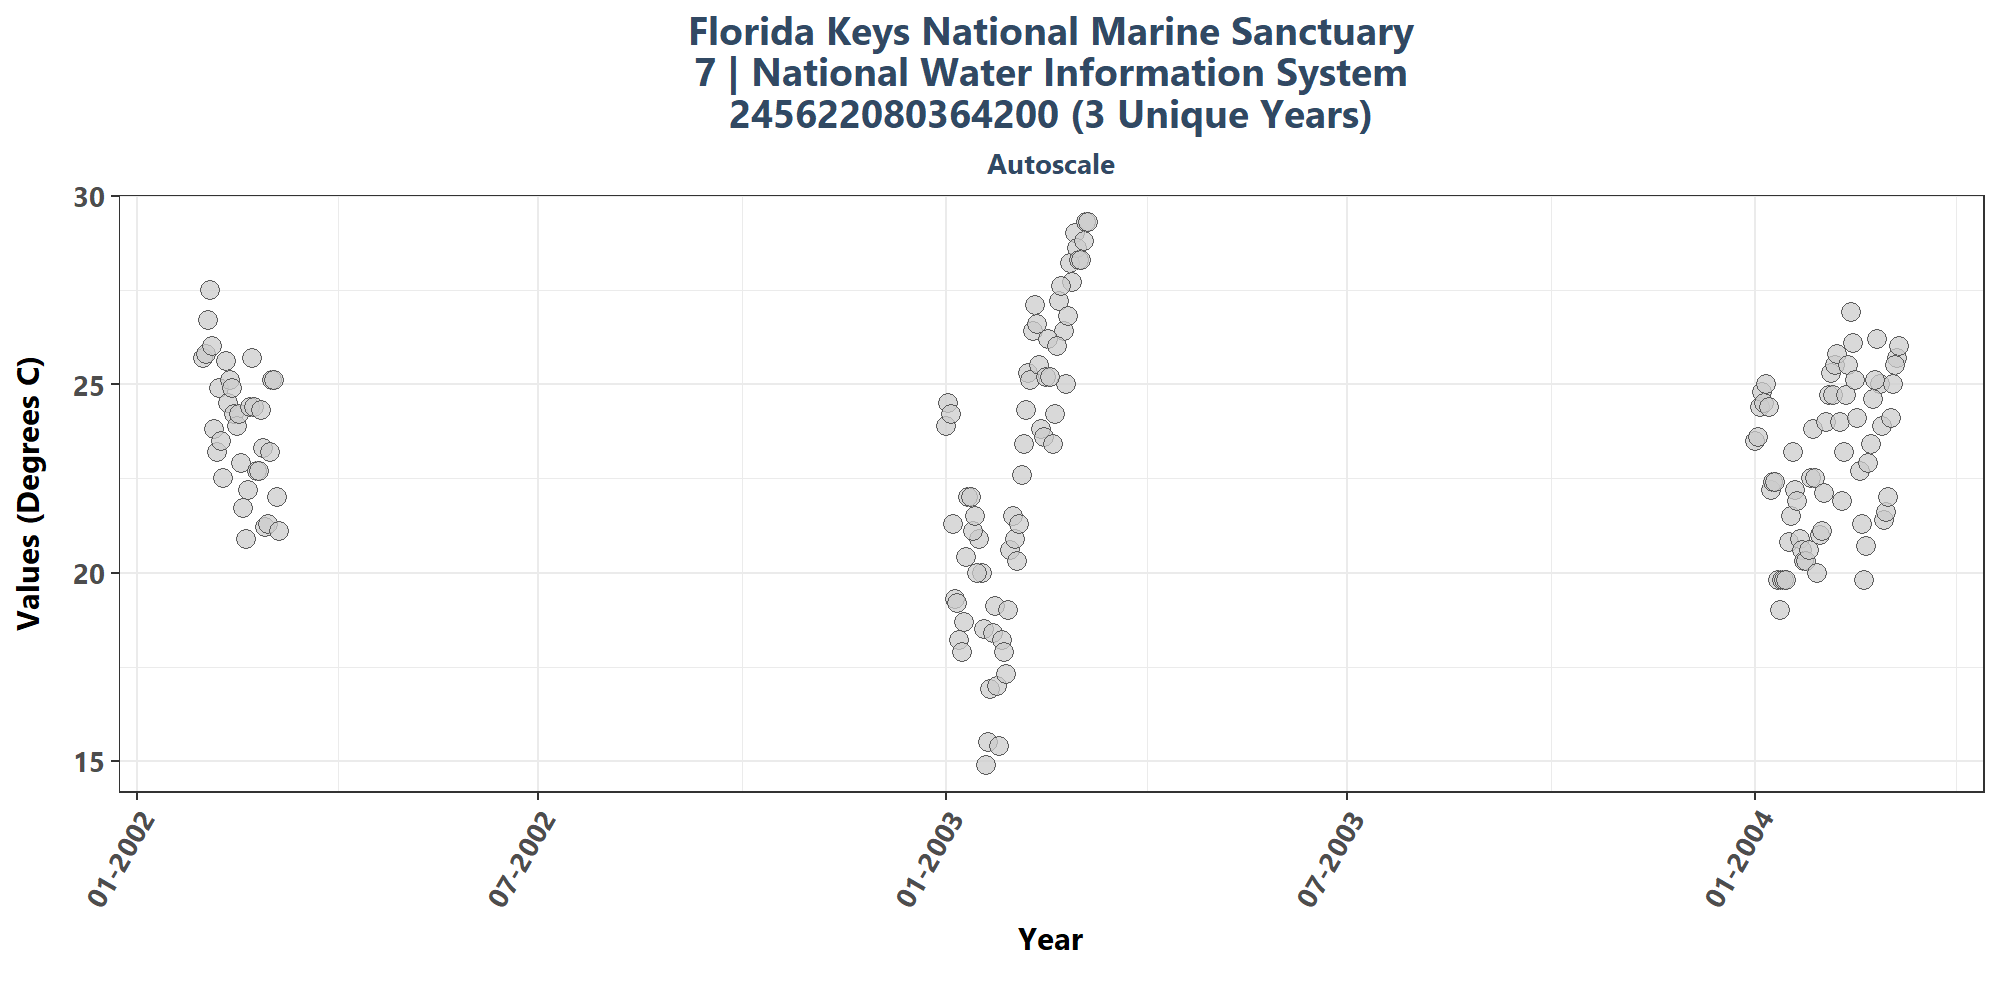 Florida Keys National Marine Sanctuary
7 | National Water Information System
245622080364200 (3 Unique Years)
Autoscale
30
25
20
15
Values (Degrees C)
01-2002
07-2002
01-2003
07-2003
01-2004
Year